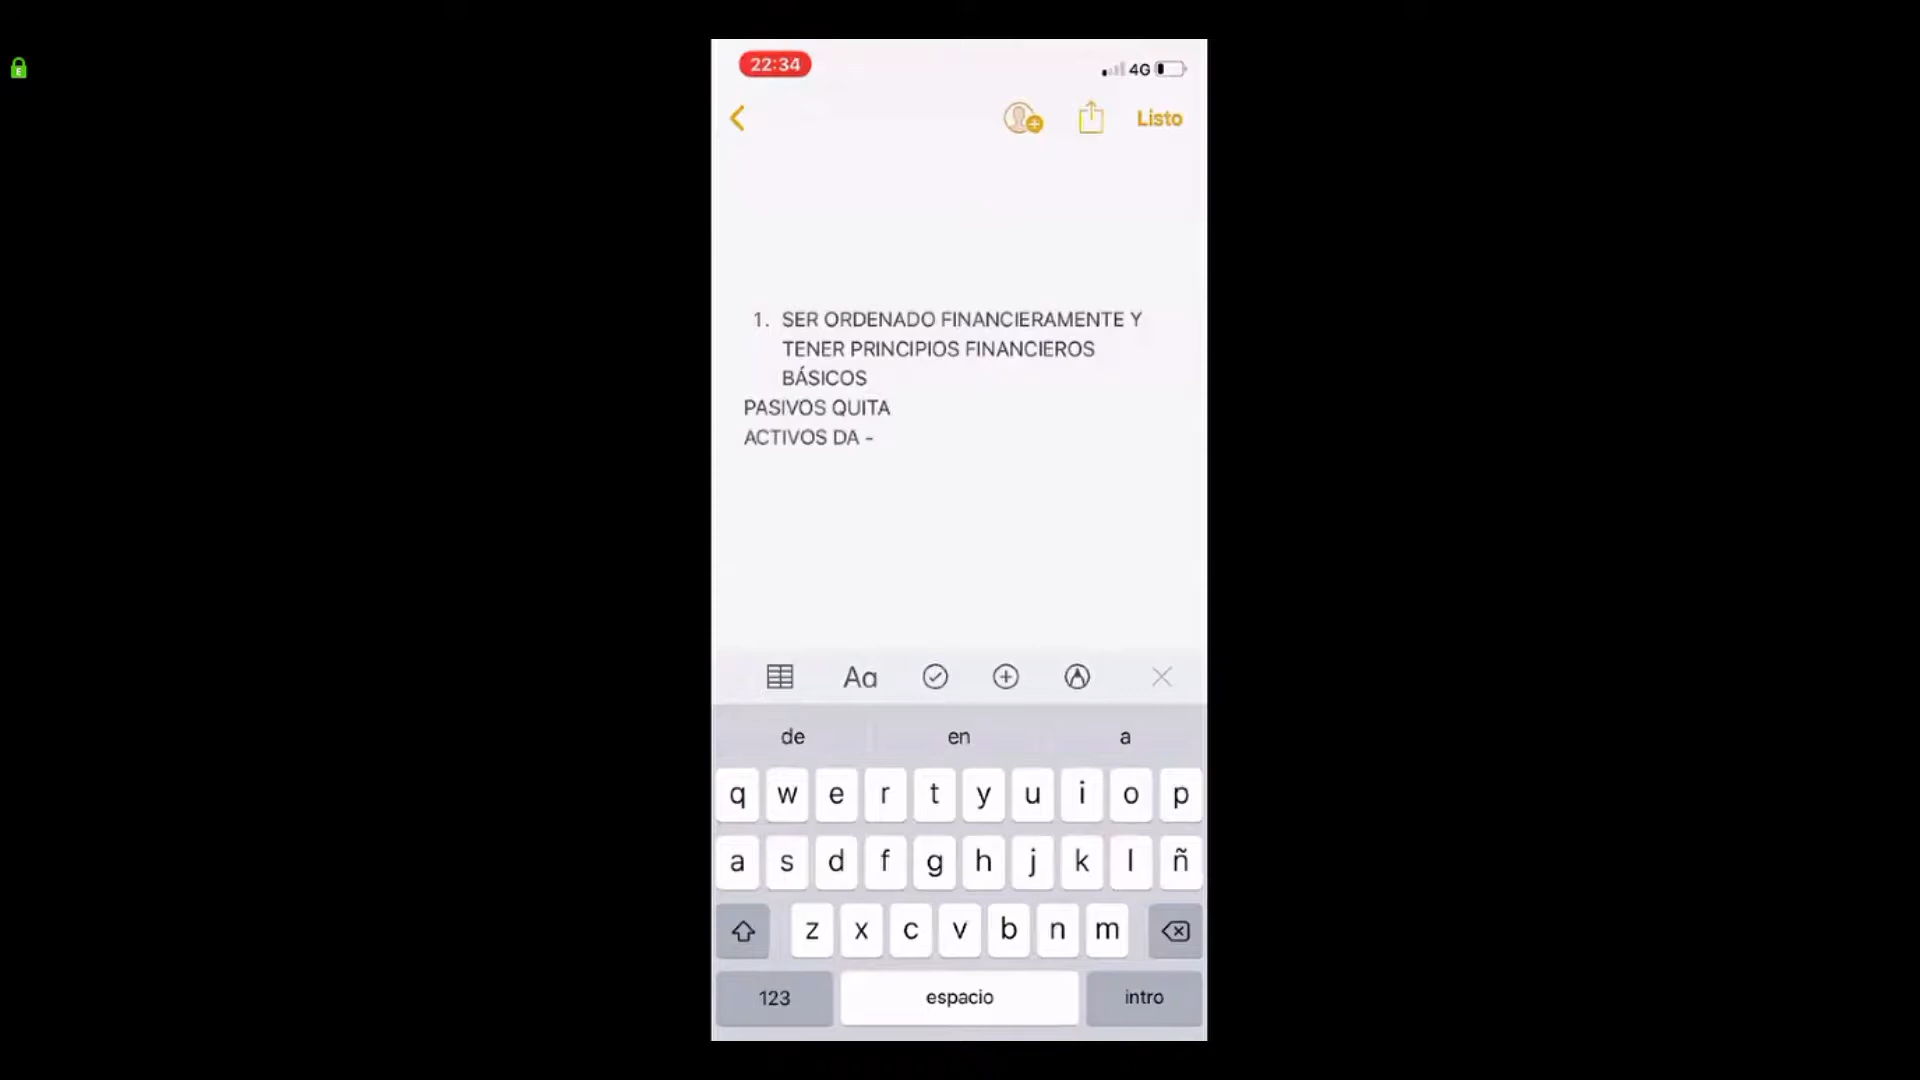 22:34
4G
Listo
1. SER ORDENADO FINANCIERAMENTE Y
TENER PRINCIPIOS FINANCIEROS
BÁSICOS
PASIVOS QUITA
ACTIVOS DA -
Aa
de en a
q w e r t y u i o p
a s d f g h j k l ñ
z x c v b n m
123 espacio intro